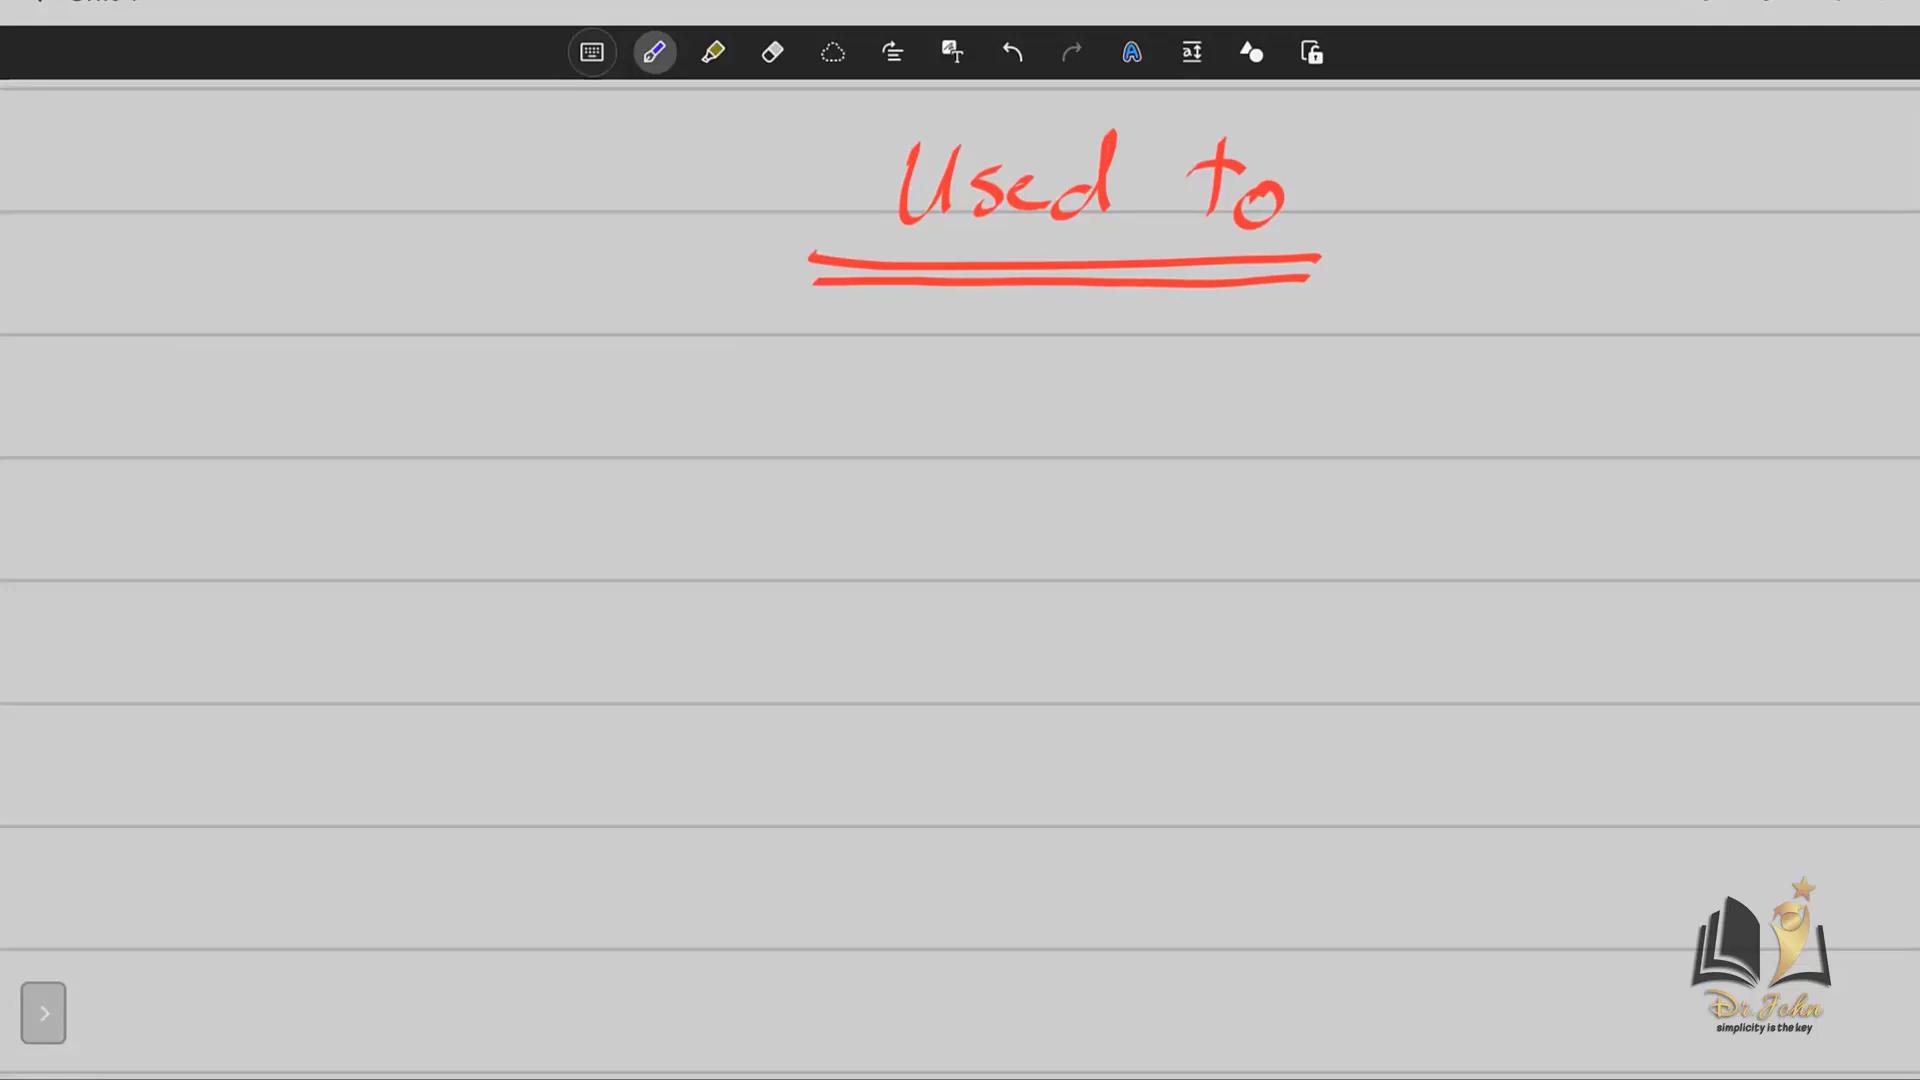 Used to
Dr. John
simplicity is the key